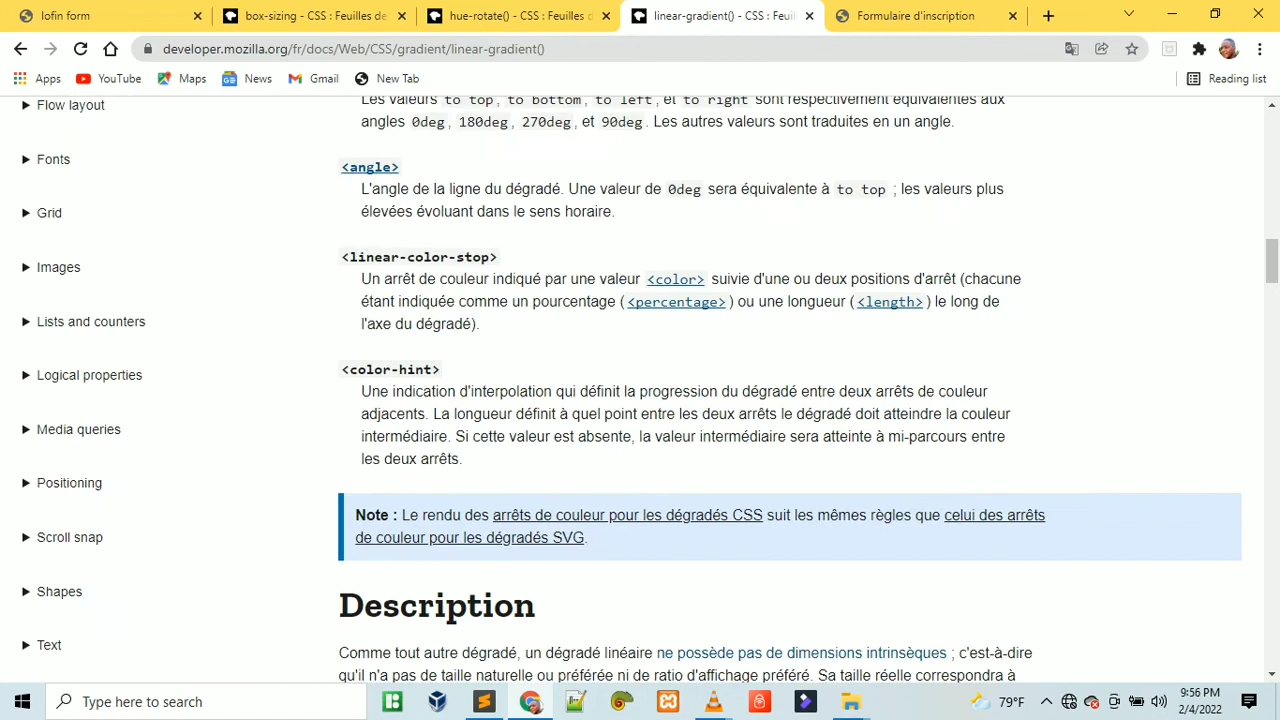 lofin form
box-sizing - CSS : Feuilles de
hue-rotate() - CSS : Feuilles d
linear-gradient() - CSS : Feuil
Formulaire d'inscription
developer.mozilla.org/fr/docs/Web/CSS/gradient/linear-gradient()
Apps
YouTube
Maps
News
Gmail
New Tab
Reading list
Flow layout
Fonts
Grid
Images
Lists and counters
Logical properties
Media queries
Positioning
Scroll snap
Shapes
Text
Les valeurs to top, to bottom, to left, et to right sont respectivement équivalentes aux
angles 0deg, 180deg, 270deg, et 90deg. Les autres valeurs sont traduites en un angle.
<angle>
L'angle de la ligne du dégradé. Une valeur de 0deg sera équivalente à to top ; les valeurs plus
élevées évoluant dans le sens horaire.
<linear-color-stop>
Un arrêt de couleur indiqué par une valeur <color> suivie d'une ou deux positions d'arrêt (chacune
étant indiquée comme un pourcentage (<percentage>) ou une longueur (<length>) le long de
l'axe du dégradé).
<color-hint>
Une indication d'interpolation qui définit la progression du dégradé entre deux arrêts de couleur
adjacents. La longueur définit à quel point entre les deux arrêts le dégradé doit atteindre la couleur
intermédiaire. Si cette valeur est absente, la valeur intermédiaire sera atteinte à mi-parcours entre
les deux arrêts.
Note : Le rendu des arrêts de couleur pour les dégradés CSS suit les mêmes règles que celui des arrêts
de couleur pour les dégradés SVG.
Description
Comme tout autre dégradé, un dégradé linéaire ne possède pas de dimensions intrinsèques ; c'est-à-dire
qu'il n'a pas de taille naturelle ou préférée ni de ratio d'affichage préféré. Sa taille réelle correspondra à
Type here to search
79°F
9:56 PM
2/4/2022